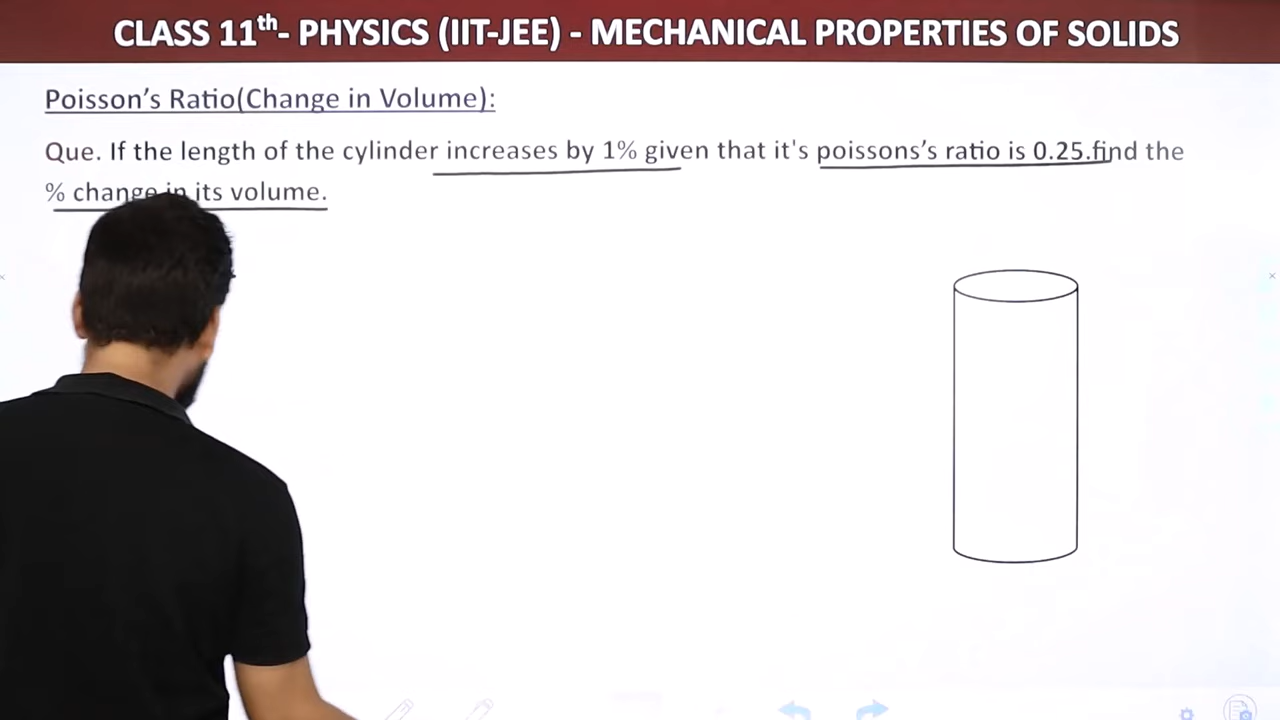 CLASS 11th- PHYSICS (IIT-JEE) - MECHANICAL PROPERTIES OF SOLIDS
Poisson’s Ratio(Change in Volume):
Que. If the length of the cylinder increases by 1% given that it's poissons’s ratio is 0.25.find the
% change in its volume.